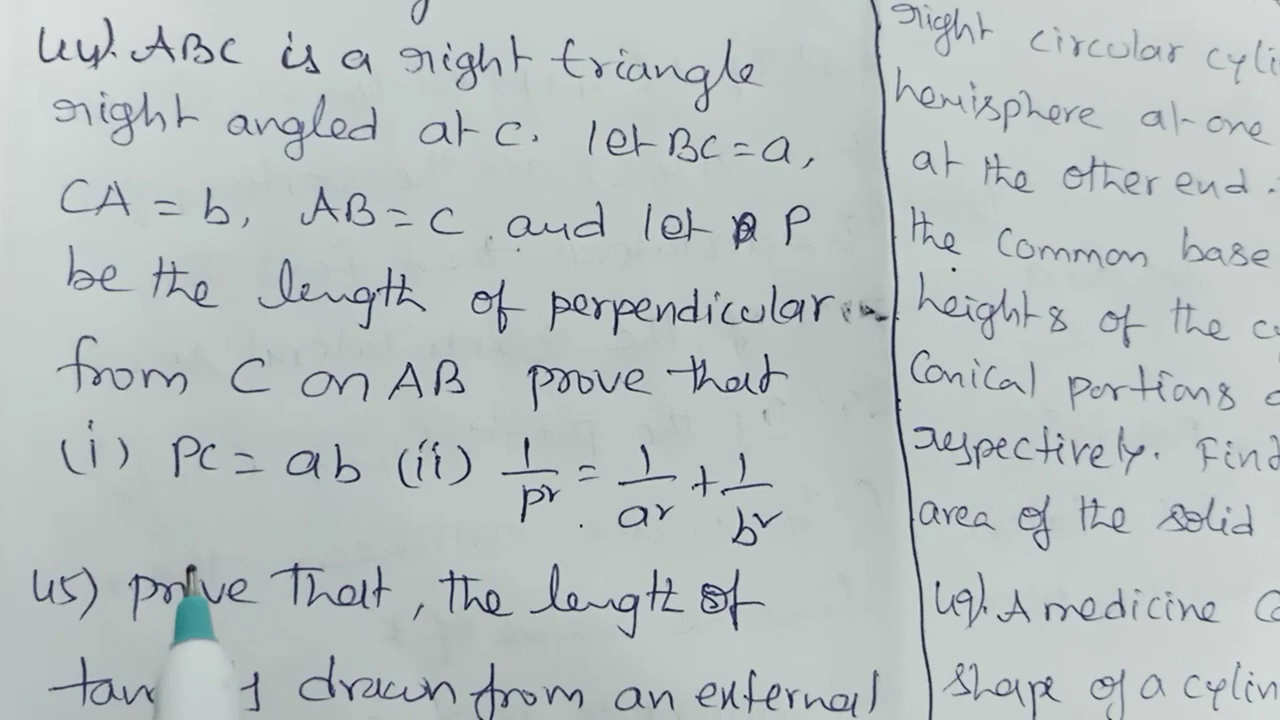 44). ABC is a right triangle
right angled at c. let BC = a,
CA = b, AB = c and let P
be the length of perpendicular
from C on AB prove that
(i) PC = ab (ii) 1/p² = 1/a² + 1/b²
45) prove that, the length of
drawn from an external
right circular
hemisphere at one
at the other end.
the common base
heights of the
Conical portions
respectively. Find
area of the solid
49). A medicine
shape of a